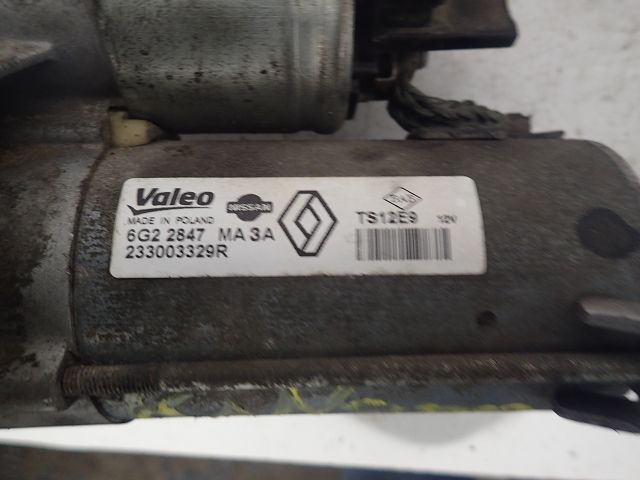 Valeo
MADE IN POLAND
NISSAN
6G2 2847 MA 3A
233003329R
TS12E9 12V